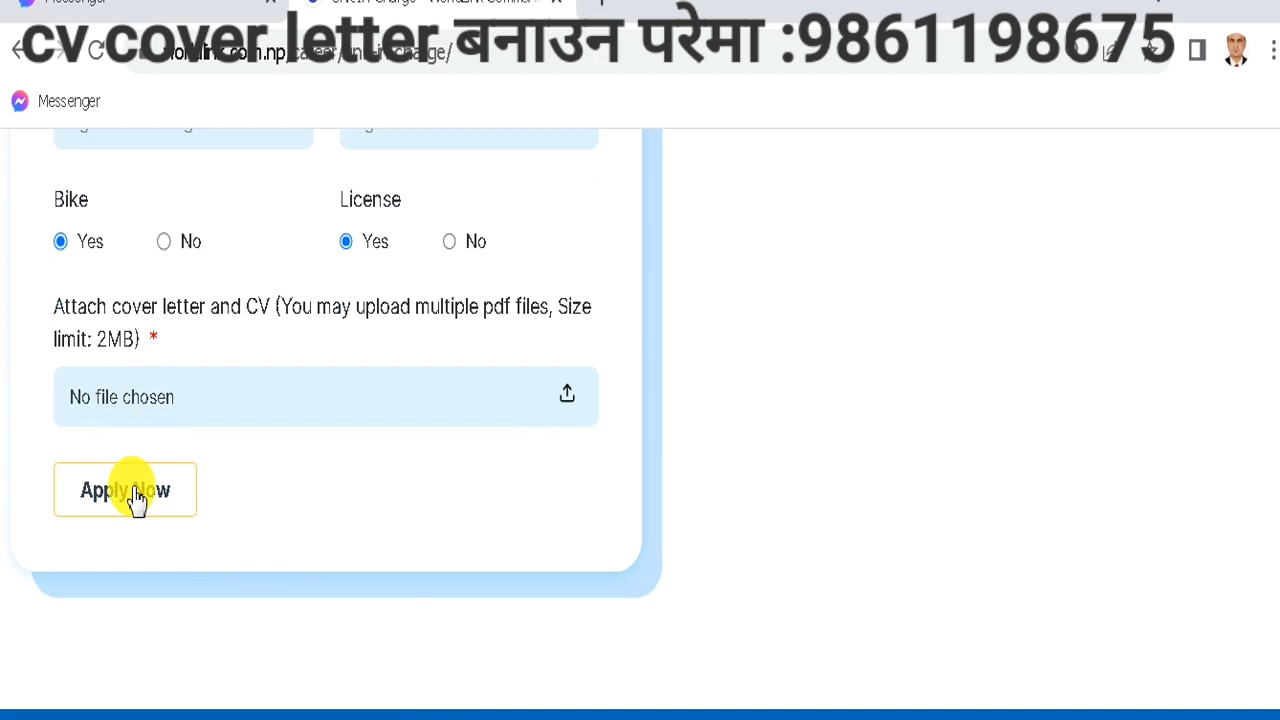 cv cover letter बनाउन परेमा :9861198675
Messenger
Bike
License
Yes
No
Yes
No
Attach cover letter and CV (You may upload multiple pdf files, Size
limit: 2MB) *
No file chosen
Apply Now